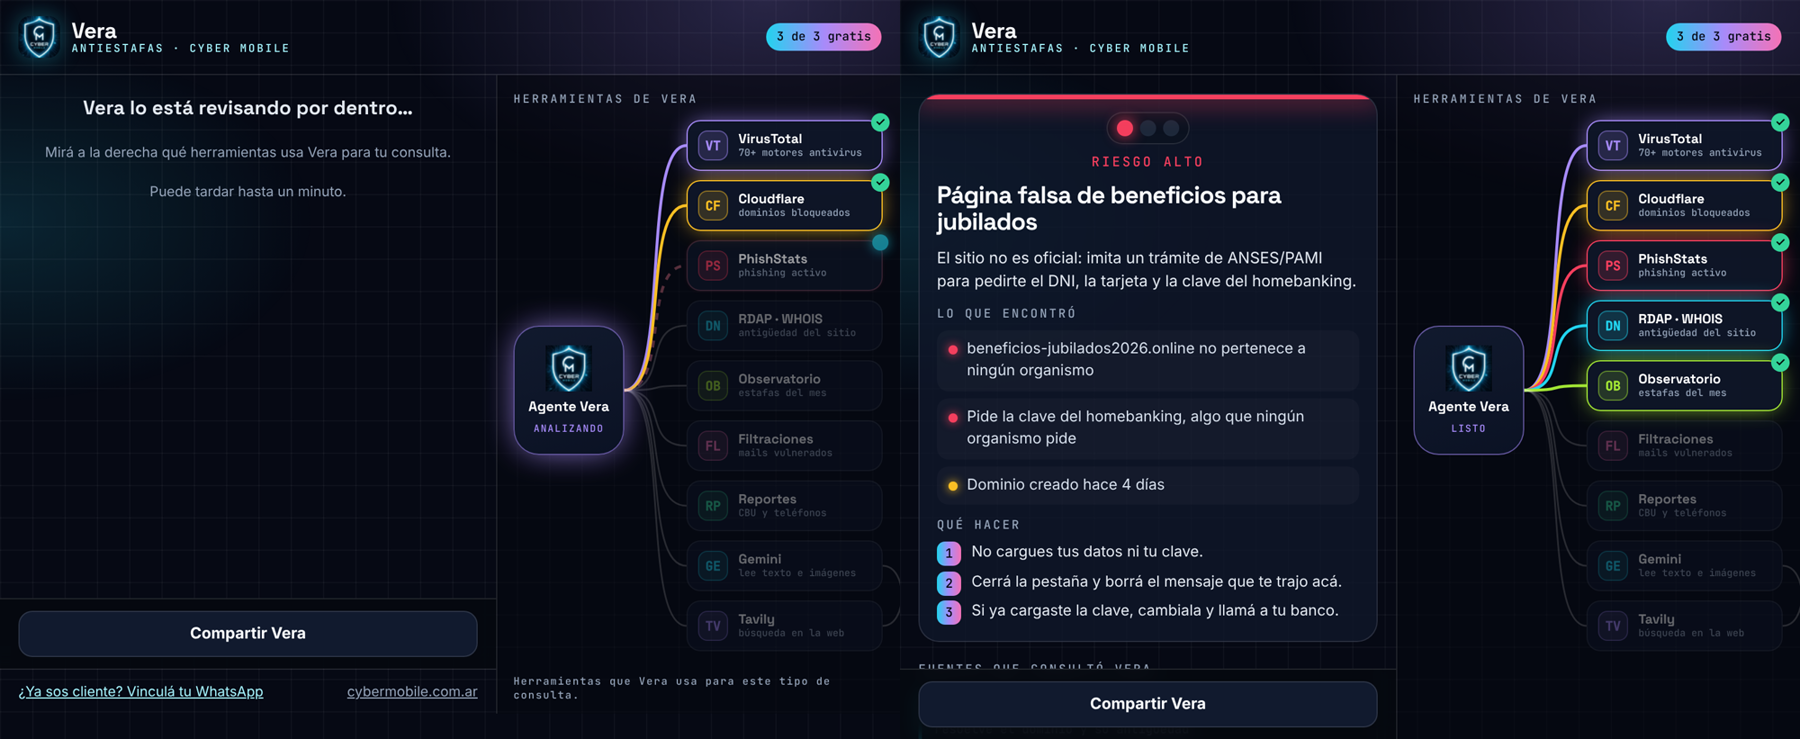 Vera
ANTIESTAFAS · CYBER MOBILE
3 de 3 gratis
Vera lo está revisando por dentro...
Mirá a la derecha qué herramientas usa Vera para tu consulta.
Puede tardar hasta un minuto.
Compartir Vera
¿Ya sos cliente? Vinculá tu WhatsApp
cybermobile.com.ar
HERRAMIENTAS DE VERA
CM
CYBER
Agente Vera
ANALIZANDO
VT
VirusTotal
70+ motores antivirus
CF
Cloudflare
dominios bloqueados
PS
PhishStats
phishing activo
DN
RDAP · WHOIS
antigüedad del sitio
OB
Observatorio
estafas del mes
FL
Filtraciones
mails vulnerados
RP
Reportes
CBU y teléfonos
GE
Gemini
lee texto e imágenes
TV
Tavily
búsqueda en la web
Herramientas que Vera usa para este tipo de
consulta.
Vera
ANTIESTAFAS · CYBER MOBILE
3 de 3 gratis
RIESGO ALTO
Página falsa de beneficios para
jubilados
El sitio no es oficial: imita un trámite de ANSES/PAMI
para pedirte el DNI, la tarjeta y la clave del homebanking.
LO QUE ENCONTRÓ
beneficios-jubilados2026.online no pertenece a
ningún organismo
Pide la clave del homebanking, algo que ningún
organismo pide
Dominio creado hace 4 días
QUÉ HACER
1 No cargues tus datos ni tu clave.
2 Cerrá la pestaña y borrá el mensaje que te trajo acá.
3 Si ya cargaste la clave, cambiala y llamá a tu banco.
FUENTES QUE CONSULTÓ VERA
Compartir Vera
HERRAMIENTAS DE VERA
CM
CYBER
Agente Vera
LISTO
VT
VirusTotal
70+ motores antivirus
CF
Cloudflare
dominios bloqueados
PS
PhishStats
phishing activo
DN
RDAP · WHOIS
antigüedad del sitio
OB
Observatorio
estafas del mes
FL
Filtraciones
mails vulnerados
RP
Reportes
CBU y teléfonos
GE
Gemini
lee texto e imágenes
TV
Tavily
búsqueda en la web